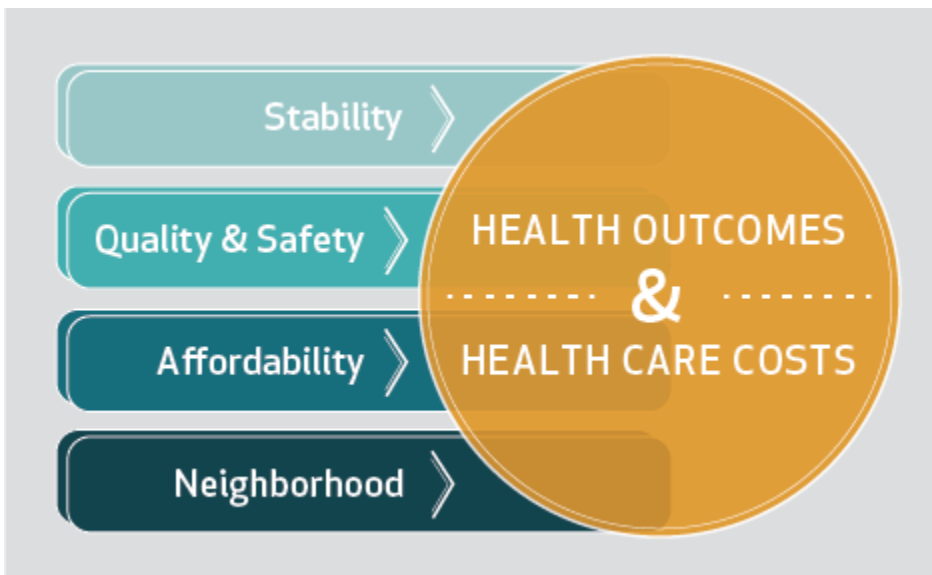 Stability
Quality & Safety
Affordability
Neighborhood
HEALTH OUTCOMES
&
HEALTH CARE COSTS